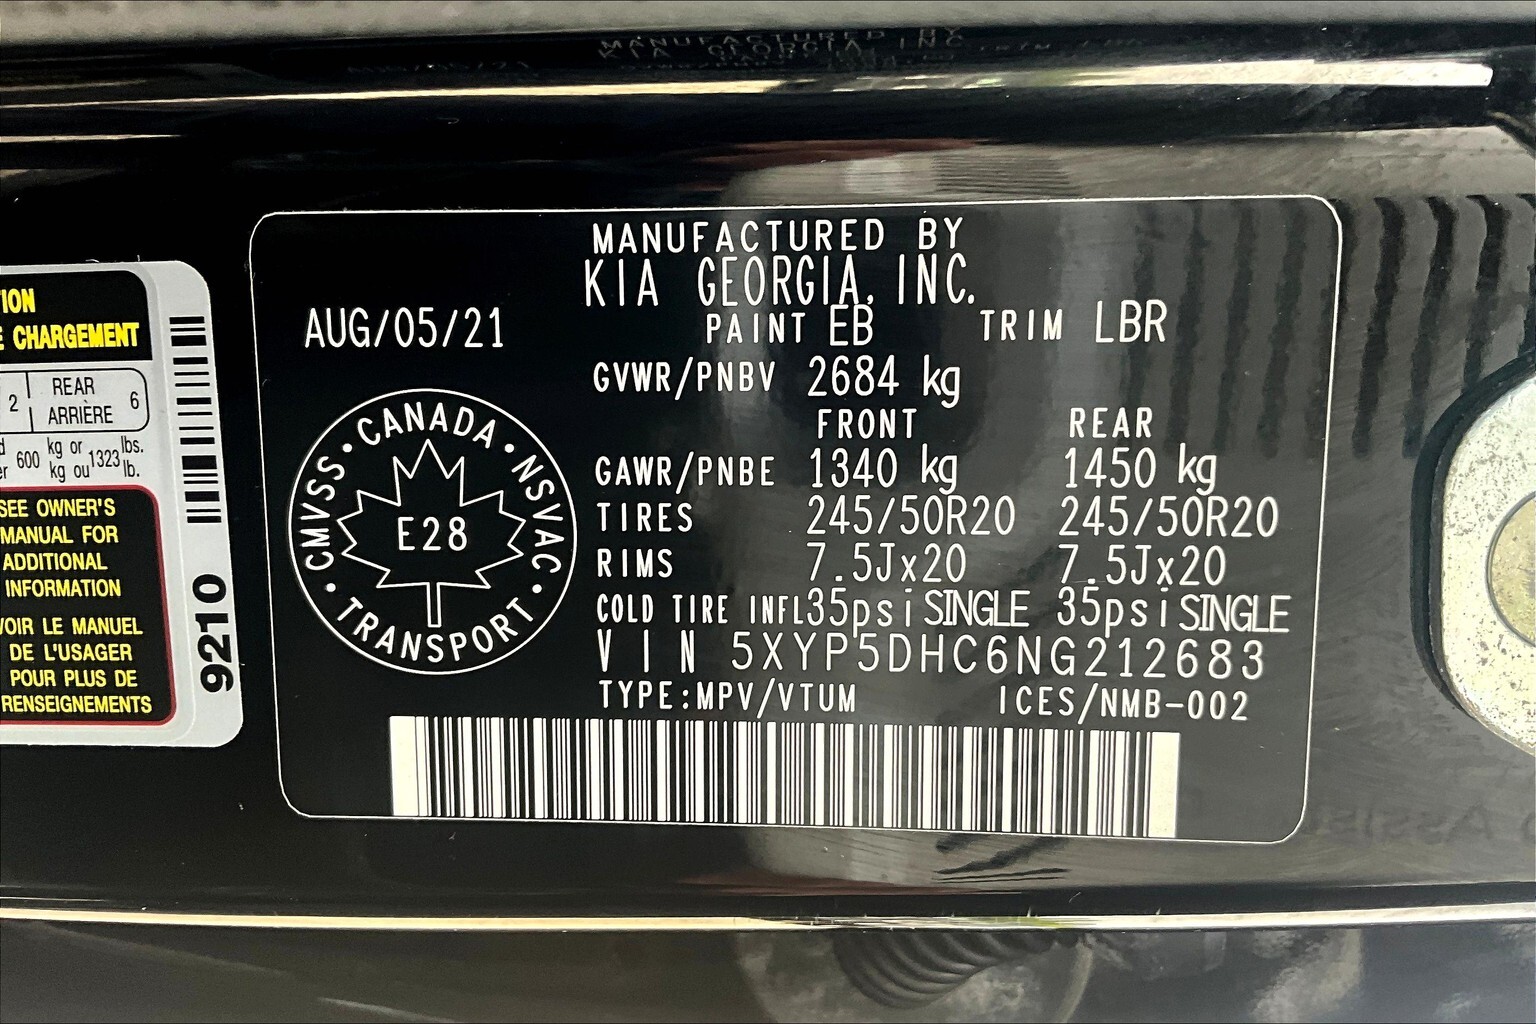 TION
E CHARGEMENT
2 REAR ARRIÈRE 6
600 kg or 1323 lbs.
kg ou lb.
SEE OWNER'S
MANUAL FOR
ADDITIONAL
INFORMATION
VOIR LE MANUEL
DE L'USAGER
POUR PLUS DE
RENSEIGNEMENTS
9210
MANUFACTURED BY
KIA GEORGIA, INC.
AUG/05/21 PAINT EB TRIM LBR
GVWR/PNBV 2684 kg
FRONT REAR
GAWR/PNBE 1340 kg 1450 kg
TIRES 245/50R20 245/50R20
RIMS 7.5Jx20 7.5Jx20
COLD TIRE INFL 35psi SINGLE 35psi SINGLE
VIN 5XYP5DHC6NG212683
TYPE:MPV/VTUM ICES/NMB-002
CMVSS · CANADA · NSVAC · TRANSPORT ·
E28